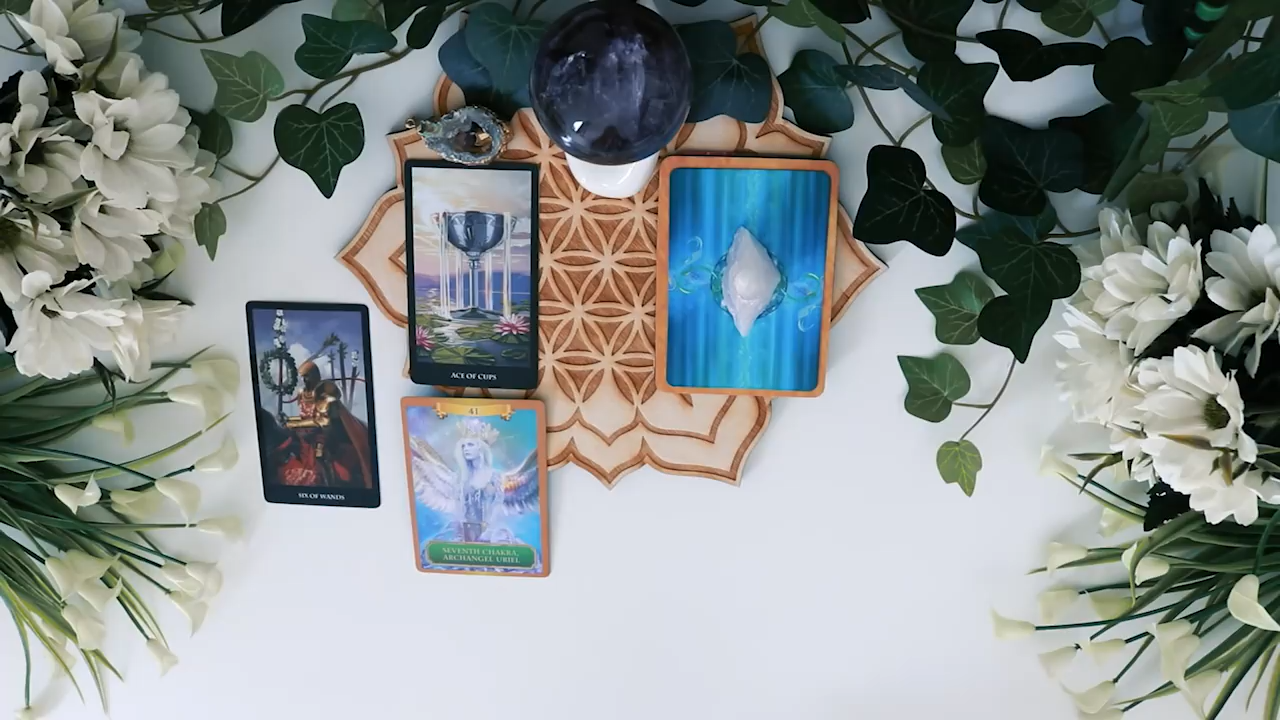 ACE OF CUPS
SIX OF WANDS
41
SEVENTH CHAKRA,
ARCHANGEL URIEL